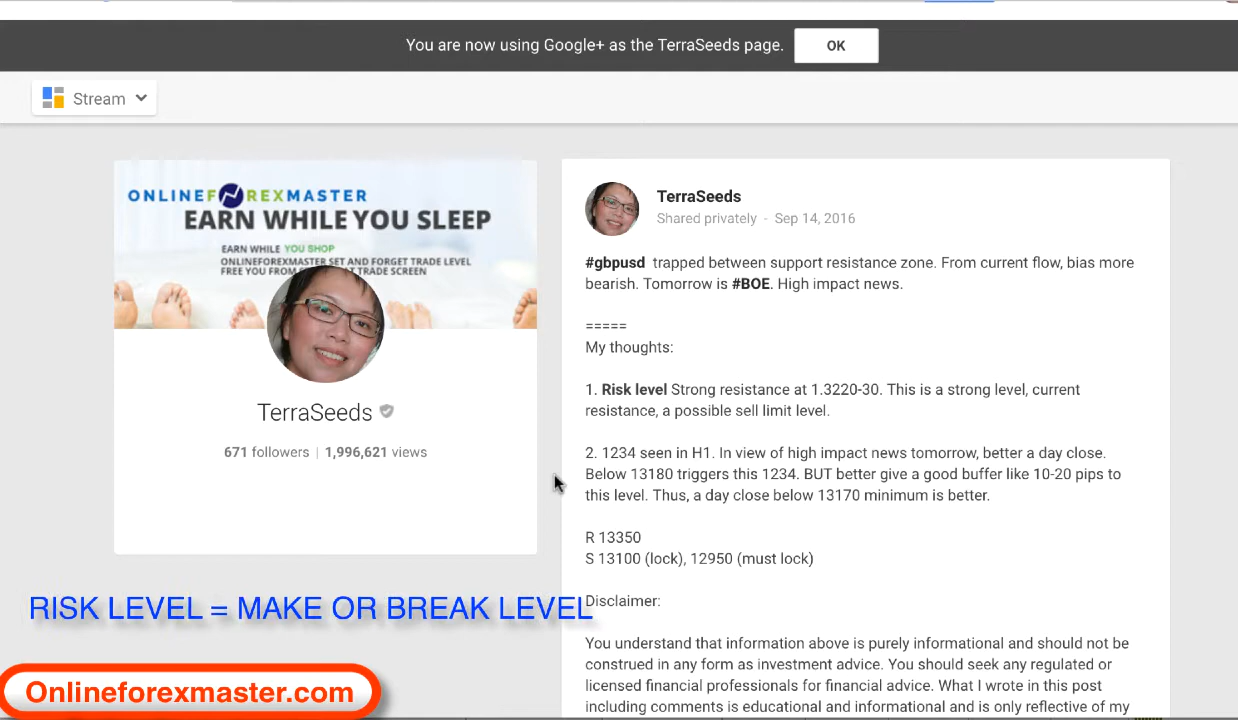 You are now using Google+ as the TerraSeeds page.
OK
Stream
ONLINEFOREXMASTER
EARN WHILE YOU SLEEP
EARN WHILE YOU SHOP
ONLINEFOREXMASTER SET AND FORGET TRADE LEVEL
FREE YOU FROM AT TRADE SCREEN
TerraSeeds
671 followers | 1,996,621 views
TerraSeeds
Shared privately - Sep 14, 2016
#gbpusd trapped between support resistance zone. From current flow, bias more
bearish. Tomorrow is #BOE. High impact news.
=====
My thoughts:
1. Risk level Strong resistance at 1.3220-30. This is a strong level, current
resistance, a possible sell limit level.
2. 1234 seen in H1. In view of high impact news tomorrow, better a day close.
Below 13180 triggers this 1234. BUT better give a good buffer like 10-20 pips to
this level. Thus, a day close below 13170 minimum is better.
R 13350
S 13100 (lock), 12950 (must lock)
Disclaimer:
You understand that information above is purely informational and should not be
construed in any form as investment advice. You should seek any regulated or
licensed financial professionals for financial advice. What I wrote in this post
including comments is educational and informational and is only reflective of my
RISK LEVEL = MAKE OR BREAK LEVEL
Onlineforexmaster.com